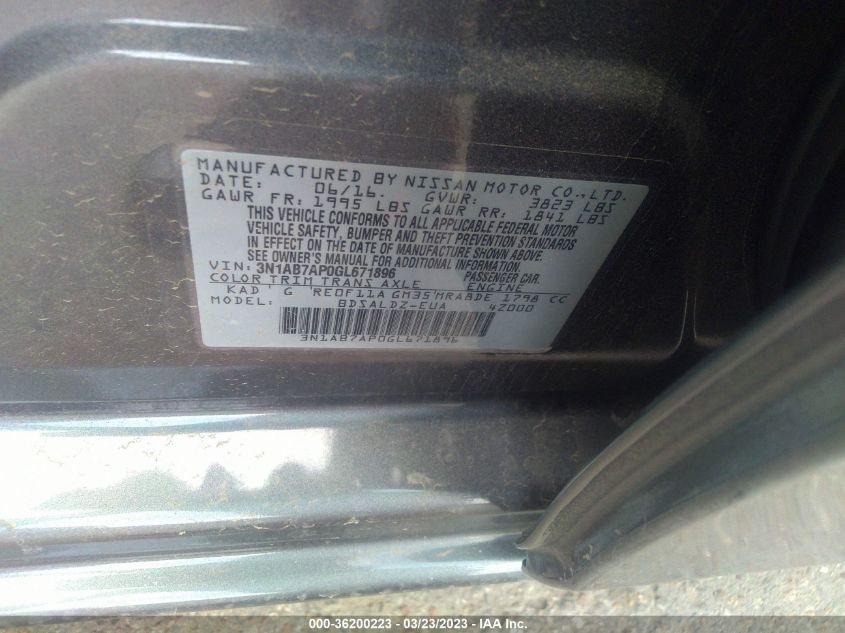 MANUFACTURED BY NISSAN MOTOR CO.,LTD.
DATE: 06/16. GVWR: 3823 LBS
GAWR FR: 1995 LBS GAWR RR: 1841 LBS
THIS VEHICLE CONFORMS TO ALL APPLICABLE FEDERAL MOTOR
VEHICLE SAFETY, BUMPER AND THEFT PREVENTION STANDARDS
IN EFFECT ON THE DATE OF MANUFACTURE SHOWN ABOVE.
SEE OWNER'S MANUAL FOR ADDITIONAL INFORMATION
VIN: 3N1AB7AP0GL671896 PASSENGER CAR.
COLOR TRIM TRANS AXLE ENGINE
KAD G RE0F11A GM35 MRA8DE 1798 CC
MODEL: BDSALDZ-EUA 42000
3N1AB7AP0GL671896
000-36200223 - 03/23/2023 - IAA Inc.